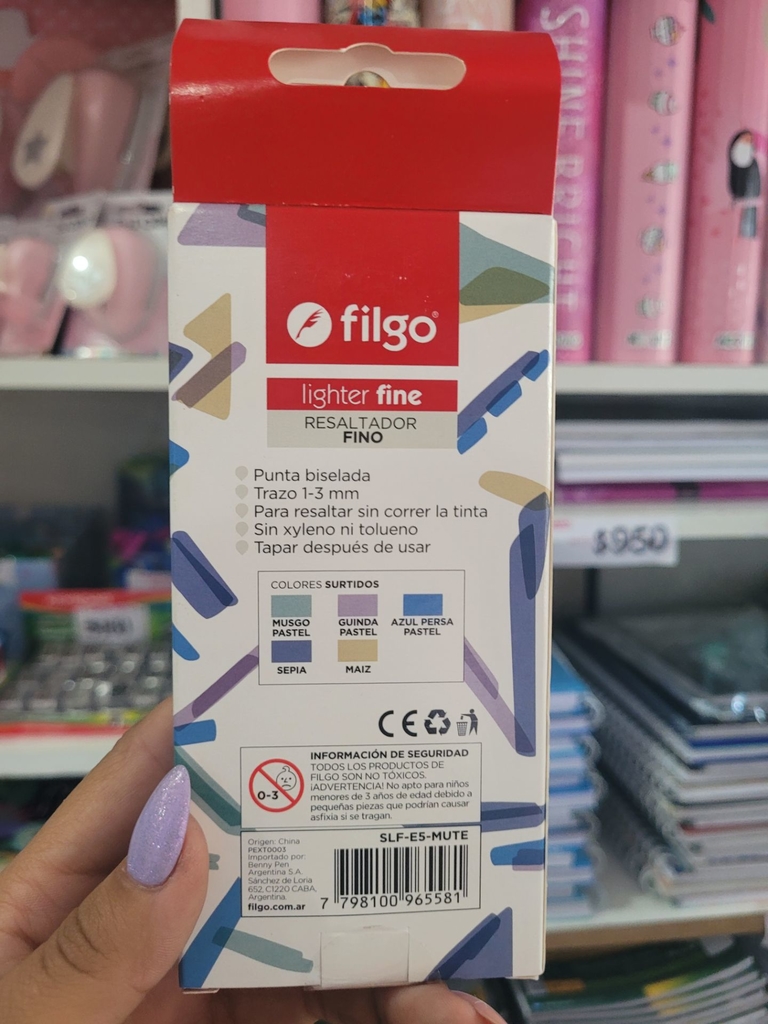 SHINE BRIGHT
filgo®
lighter fine
RESALTADOR
FINO
Punta biselada
Trazo 1-3 mm
Para resaltar sin correr la tinta
Sin xyleno ni tolueno
Tapar después de usar
$950
COLORES SURTIDOS
MUSGO PASTEL
GUINDA PASTEL
AZUL PERSA PASTEL
SEPIA
MAIZ
CE
INFORMACIÓN DE SEGURIDAD
TODOS LOS PRODUCTOS DE
FILGO SON NO TÓXICOS.
¡ADVERTENCIA! No apto para niños
menores de 3 años de edad debido a
pequeñas piezas que podrían causar
asfixia si se tragan.
0-3
SLF-E5-MUTE
Origen: China
PEXT0003
Importado por:
Benny Pen
Argentina S.A.
Sánchez de Loria
652, C1220 CABA,
Argentina.
filgo.com.ar
7 798100 965581